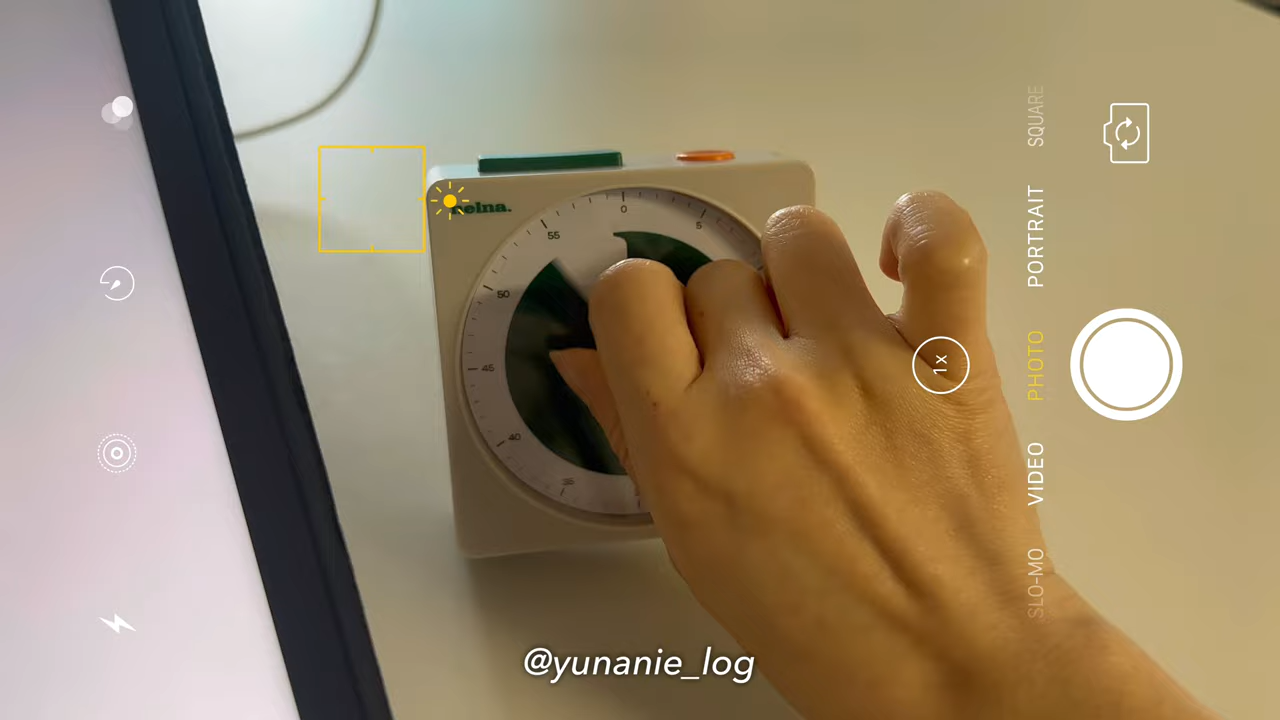 SQUARE
PORTRAIT
PHOTO
VIDEO
SLO-MO
1x
0
5
55
50
45
40
35
@yunanie_log